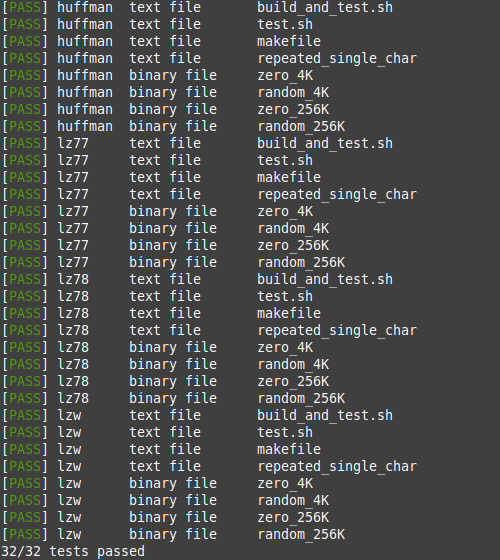 [PASS] huffman  text file       build_and_test.sh
[PASS] huffman  text file       test.sh
[PASS] huffman  text file       makefile
[PASS] huffman  text file       repeated_single_char
[PASS] huffman  binary file     zero_4K
[PASS] huffman  binary file     random_4K
[PASS] huffman  binary file     zero_256K
[PASS] huffman  binary file     random_256K
[PASS] lz77     text file       build_and_test.sh
[PASS] lz77     text file       test.sh
[PASS] lz77     text file       makefile
[PASS] lz77     text file       repeated_single_char
[PASS] lz77     binary file     zero_4K
[PASS] lz77     binary file     random_4K
[PASS] lz77     binary file     zero_256K
[PASS] lz77     binary file     random_256K
[PASS] lz78     text file       build_and_test.sh
[PASS] lz78     text file       test.sh
[PASS] lz78     text file       makefile
[PASS] lz78     text file       repeated_single_char
[PASS] lz78     binary file     zero_4K
[PASS] lz78     binary file     random_4K
[PASS] lz78     binary file     zero_256K
[PASS] lz78     binary file     random_256K
[PASS] lzw      text file       build_and_test.sh
[PASS] lzw      text file       test.sh
[PASS] lzw      text file       makefile
[PASS] lzw      text file       repeated_single_char
[PASS] lzw      binary file     zero_4K
[PASS] lzw      binary file     random_4K
[PASS] lzw      binary file     zero_256K
[PASS] lzw      binary file     random_256K
32/32 tests passed